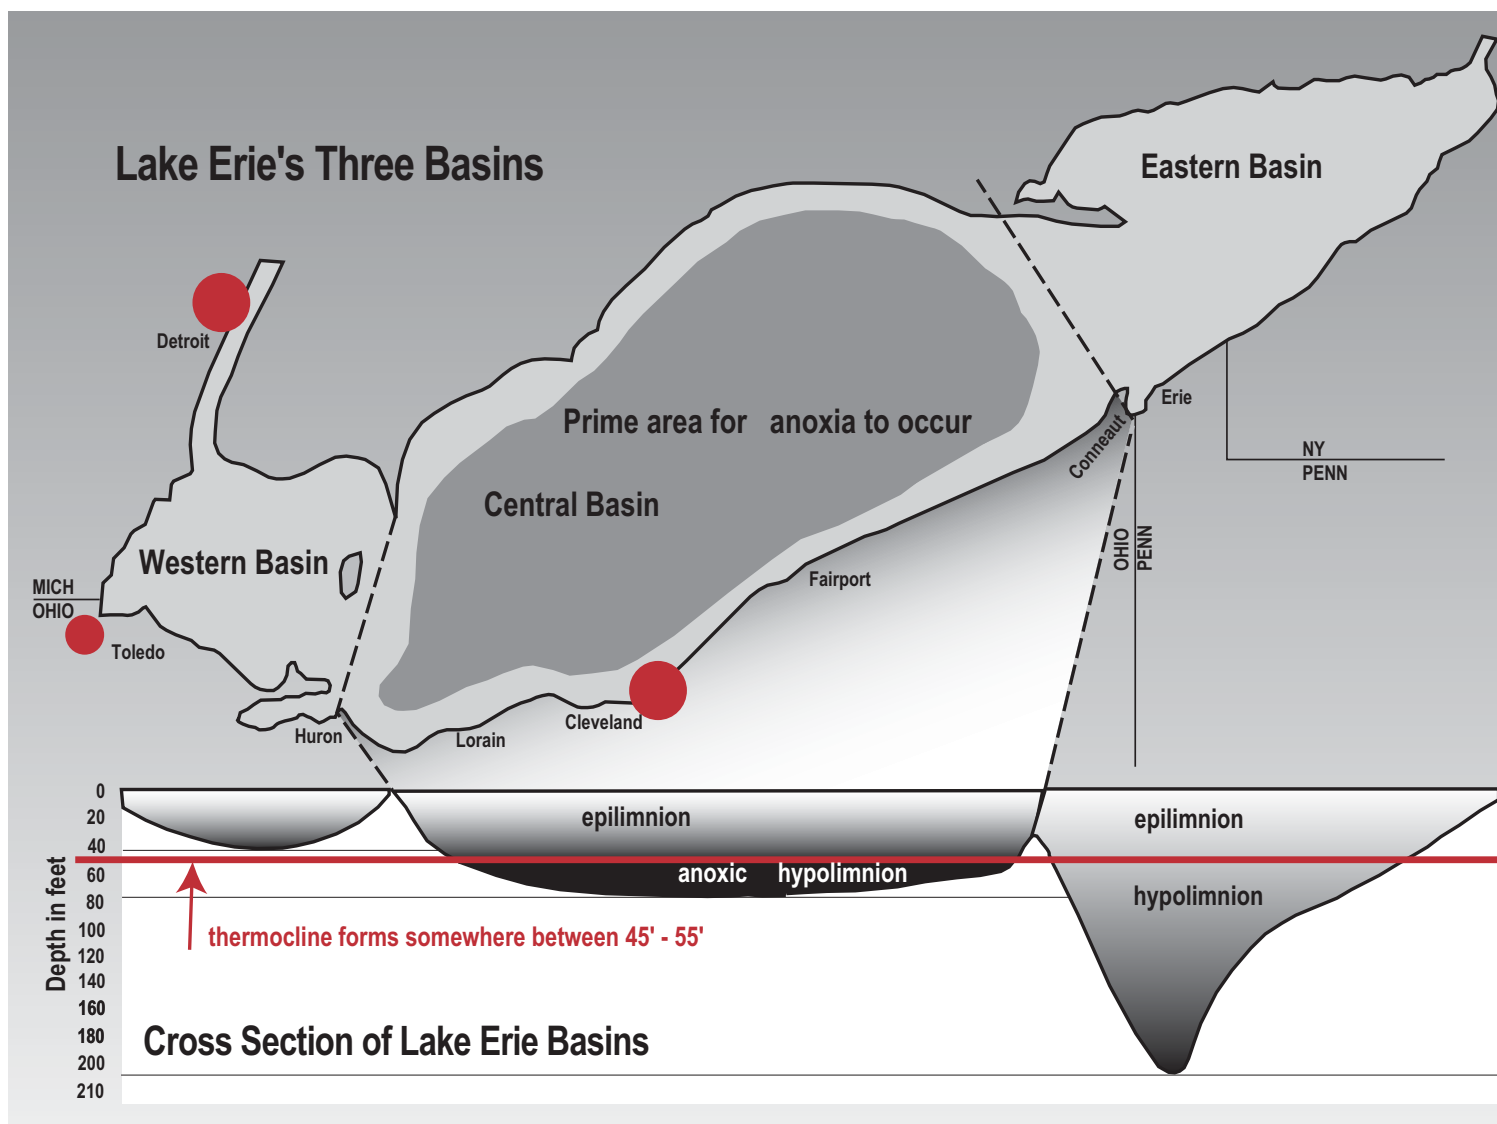 Lake Erie's Three Basins
Eastern Basin
Detroit
Prime area for anoxia to occur
Erie
Conneaut
NY
PENN
Central Basin
OHIO
PENN
Western Basin
Fairport
MICH
OHIO
Toledo
Cleveland
Huron
Lorain
0
20
40
60
80
100
120
140
160
180
200
210
Depth in feet
epilimnion
epilimnion
anoxic hypolimnion
hypolimnion
thermocline forms somewhere between 45' - 55'
Cross Section of Lake Erie Basins